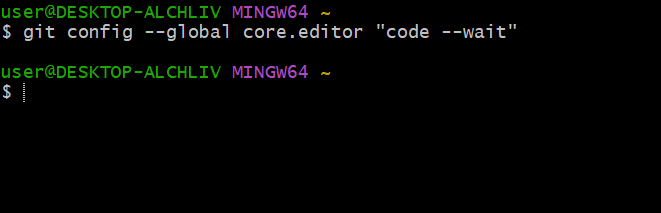 user@DESKTOP-ALCHLIV MINGW64 ~
$ git config --global core.editor "code --wait"
user@DESKTOP-ALCHLIV MINGW64 ~
$